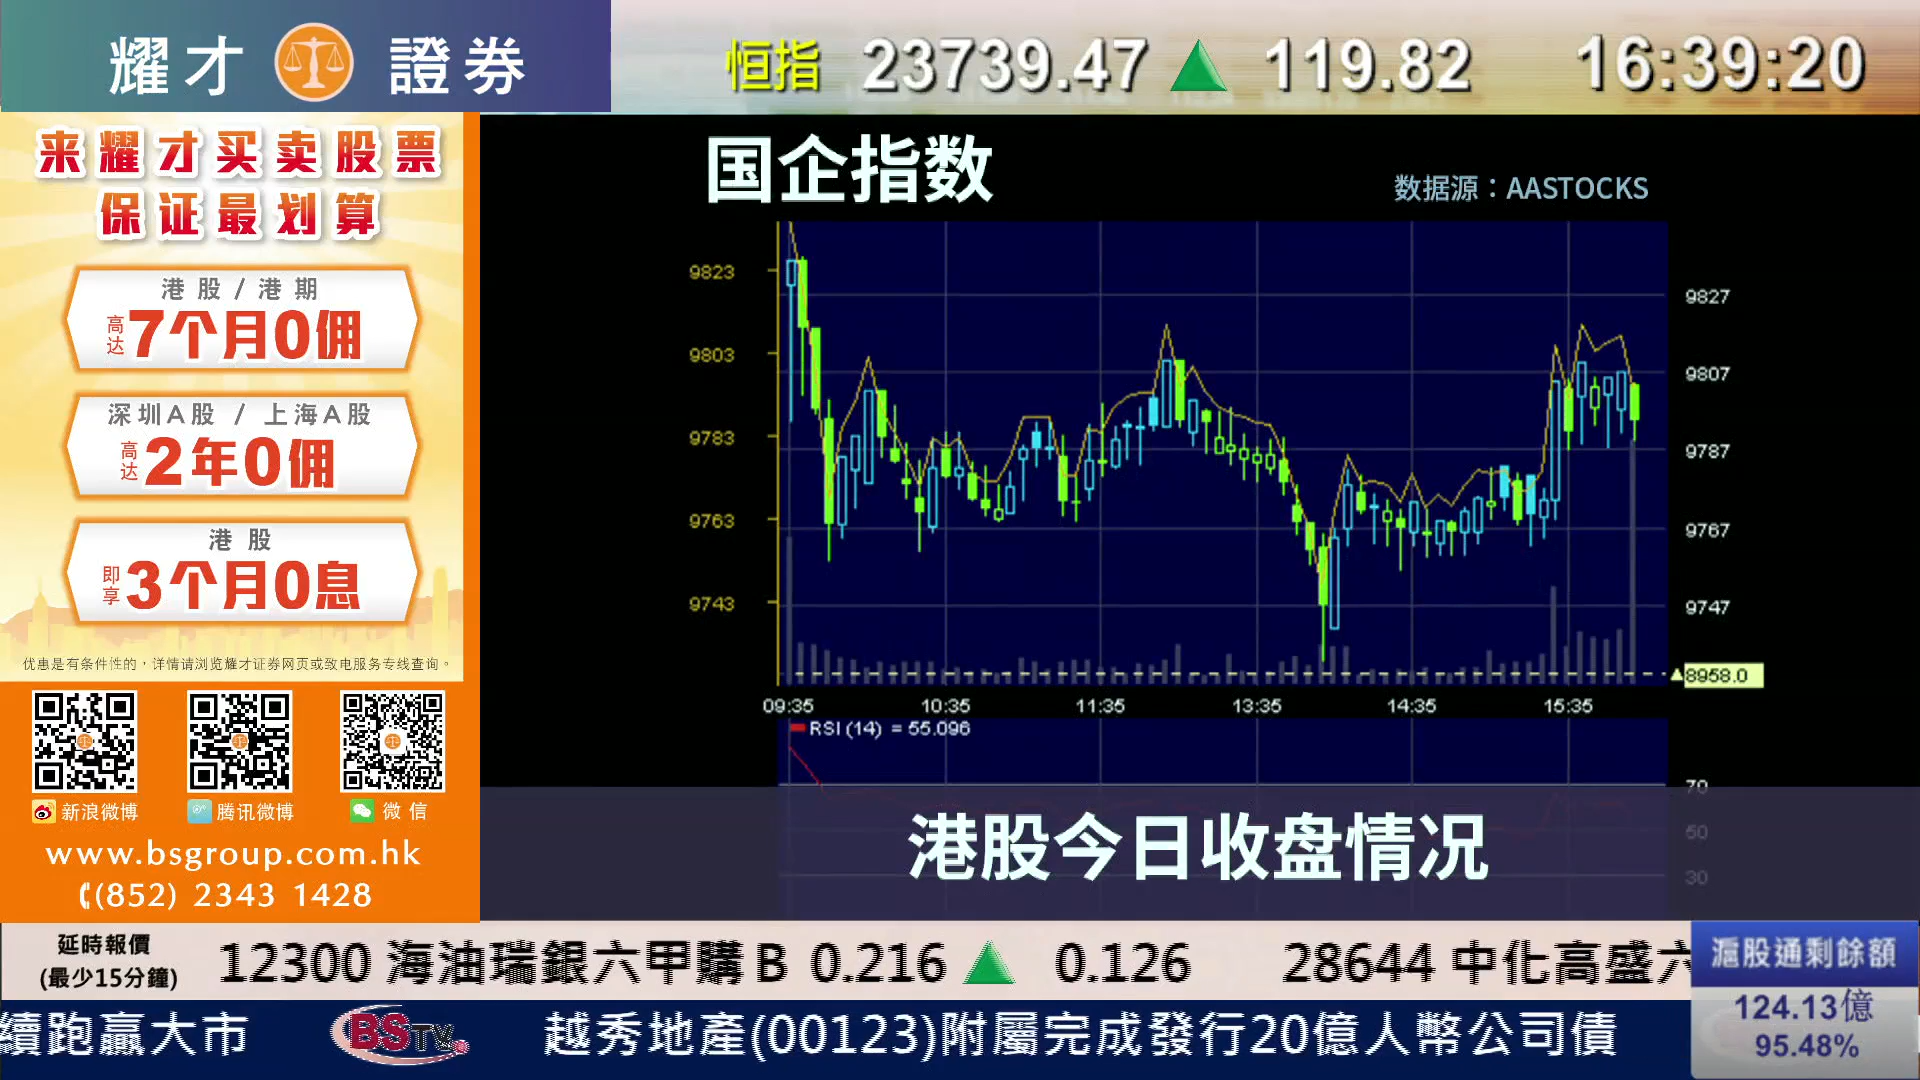 耀才 證券
恒指 23739.47 ▲ 119.82 16:39:20
来耀才买卖股票
保证最划算
港股/港期
高达 7个月0佣
深圳A股 / 上海A股
高达 2年0佣
港股
即享 3个月0息
优惠是有条件性的，详情请浏览耀才证券网页或致电服务专线查询。
新浪微博 腾讯微博 微信
www.bsgroup.com.hk
(852) 2343 1428
国企指数
数据源：AASTOCKS
9823
9803
9783
9763
9743
9827
9807
9787
9767
9747
8958.0
09:35 10:35 11:35 13:35 14:35 15:35
RSI (14) = 55.096
70
50
30
港股今日收盘情况
延時報價
(最少15分鐘)
12300 海油瑞銀六甲購B 0.216 ▲ 0.126 28644 中化高盛六
滬股通剩餘額
124.13億
95.48%
續跑贏大市 BSTV 越秀地產(00123)附屬完成發行20億人幣公司債